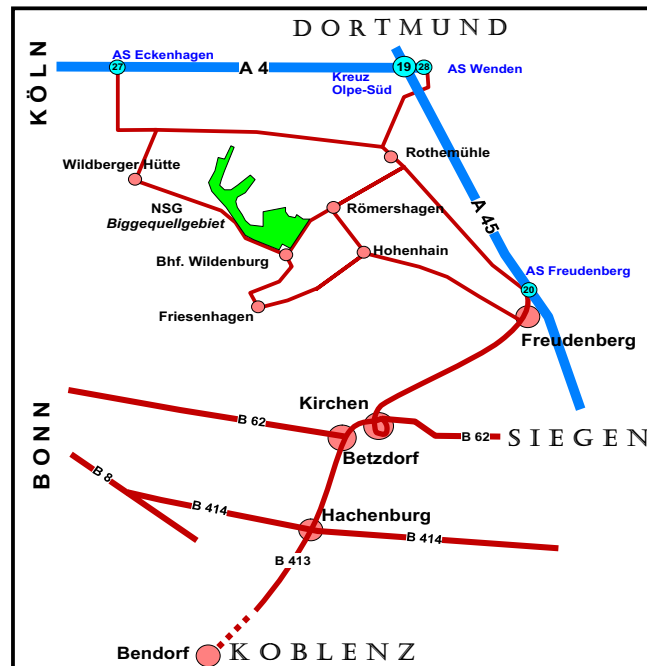 DORTMUND
AS Eckenhagen
27
A 4
19
28
AS Wenden
Kreuz
Olpe-Süd
KÖLN
Rothemühle
Wildberger Hütte
A 45
NSG
Biggequellgebiet
Römershagen
Hohenhain
Bhf. Wildenburg
AS Freudenberg
20
Friesenhagen
Freudenberg
Kirchen
B 62
B 62
SIEGEN
Betzdorf
BONN
B 8
B 414
Hachenburg
B 414
B 413
Bendorf
KOBLENZ